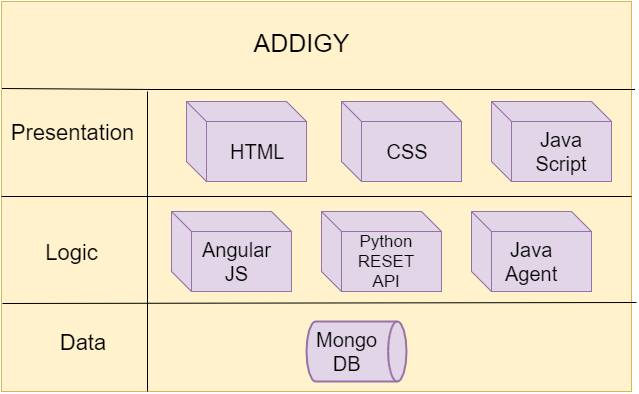 ADDIGY
Presentation
HTML
CSS
Java
Script
Logic
Angular
JS
Python
RESET
API
Java
Agent
Data
Mongo
DB